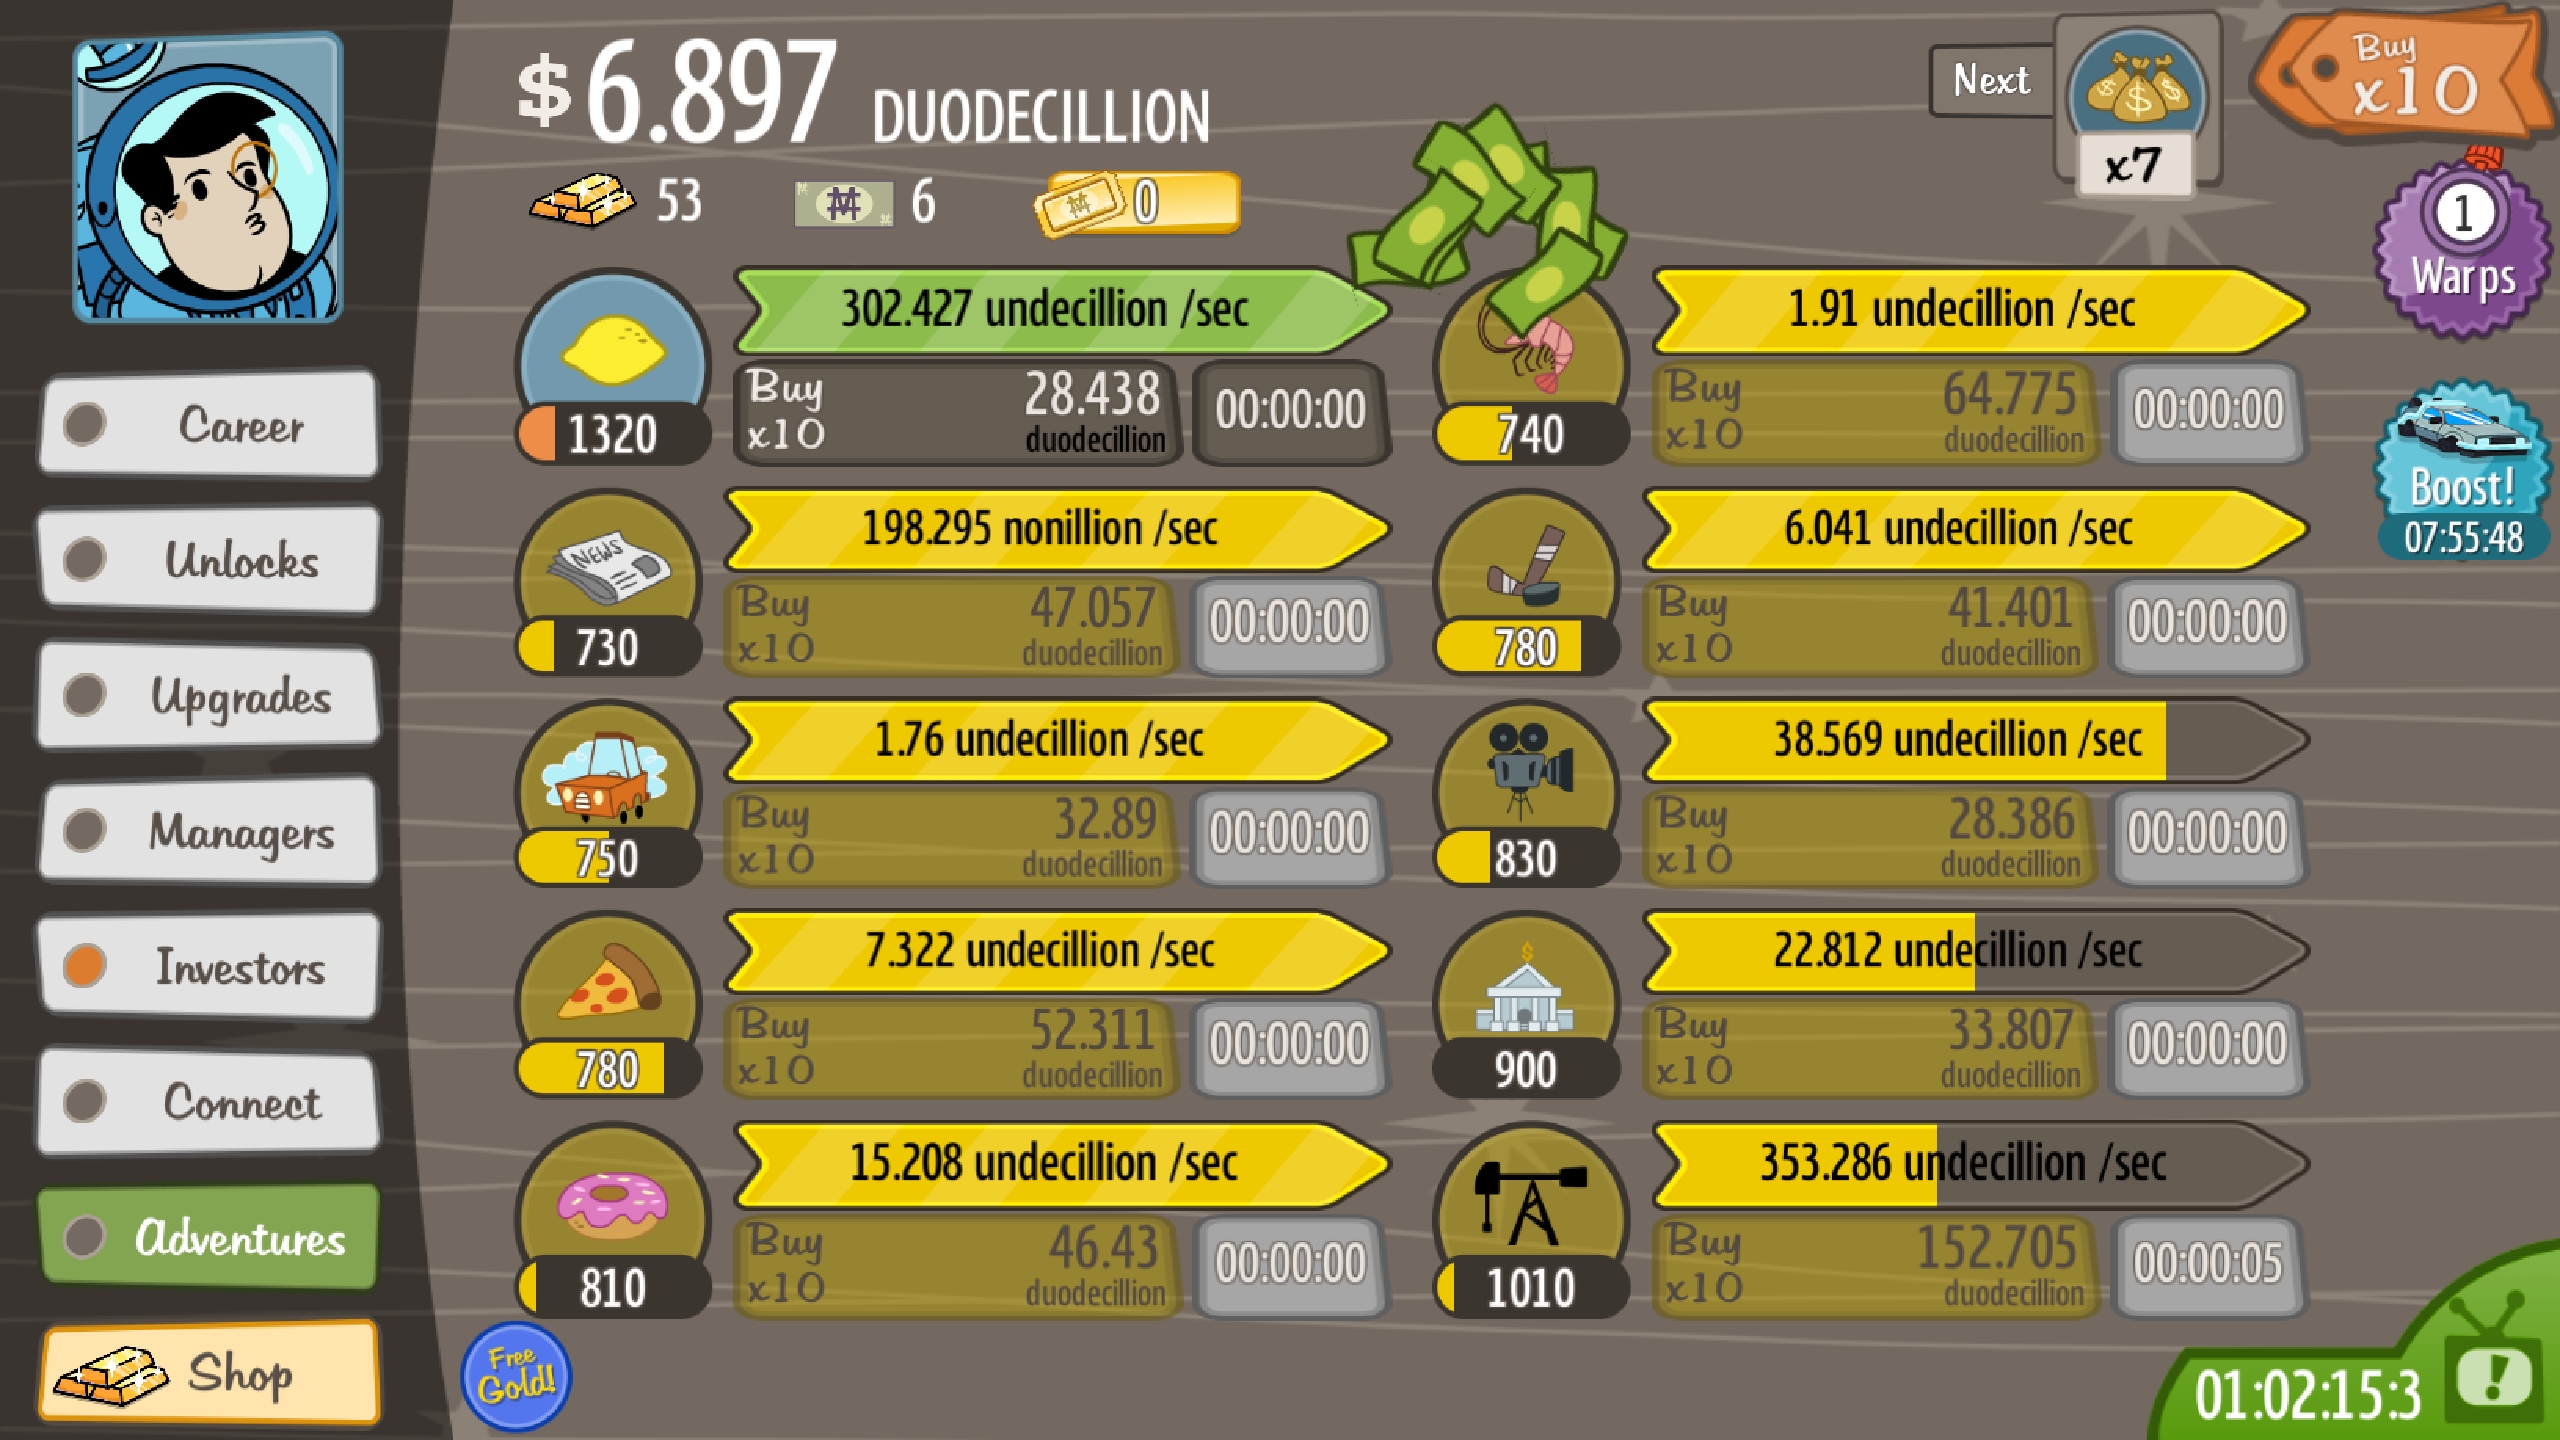 $6.897 DUODECILLION
Next
x7
Buy
x10
53
6
0
1
Warps
Boost!
07:55:48
Career
Unlocks
Upgrades
Managers
Investors
Connect
Adventures
Shop
302.427 undecillion /sec
1320
Buy
x10
28.438
duodecillion
00:00:00
1.91 undecillion /sec
740
Buy
x10
64.775
duodecillion
00:00:00
198.295 nonillion /sec
NEWS
730
Buy
x10
47.057
duodecillion
00:00:00
6.041 undecillion /sec
780
Buy
x10
41.401
duodecillion
00:00:00
1.76 undecillion /sec
750
Buy
x10
32.89
duodecillion
00:00:00
38.569 undecillion /sec
830
Buy
x10
28.386
duodecillion
00:00:00
7.322 undecillion /sec
780
Buy
x10
52.311
duodecillion
00:00:00
22.812 undecillion /sec
900
Buy
x10
33.807
duodecillion
00:00:00
15.208 undecillion /sec
810
Buy
x10
46.43
duodecillion
00:00:00
353.286 undecillion /sec
1010
Buy
x10
152.705
duodecillion
00:00:05
Free
Gold!
01:02:15:3
!